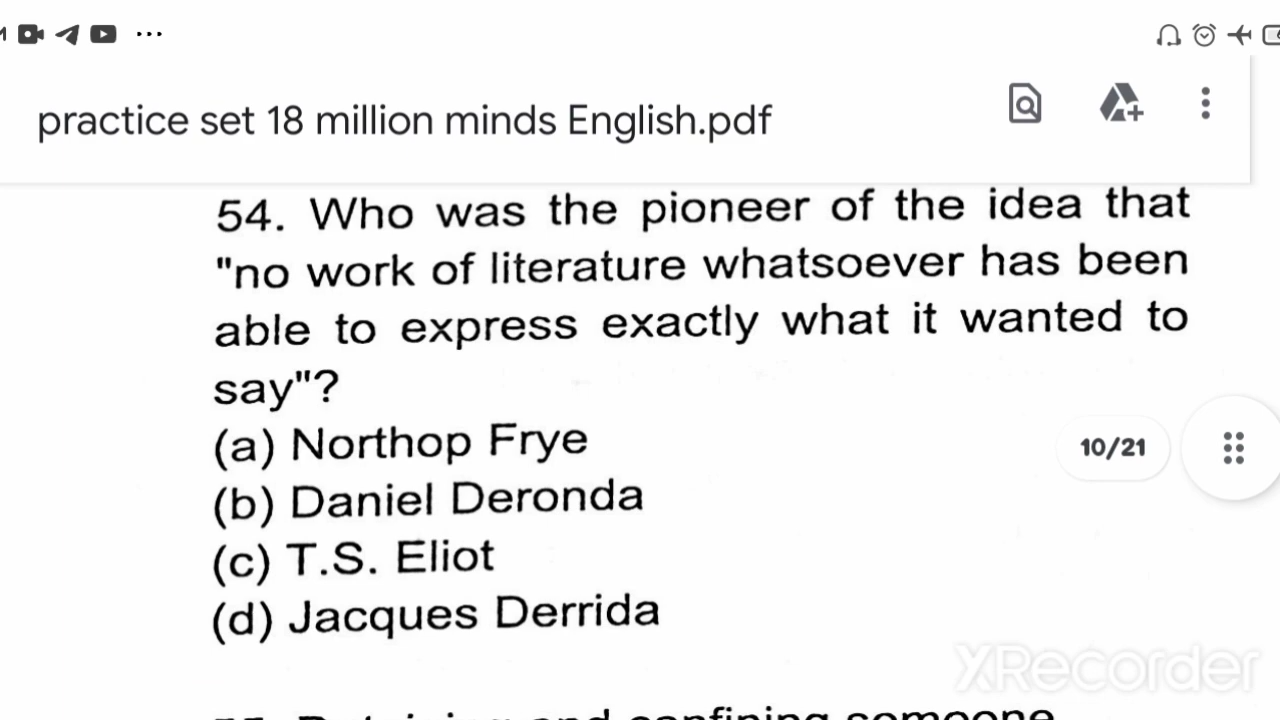 practice set 18 million minds English.pdf
54. Who was the pioneer of the idea that
"no work of literature whatsoever has been
able to express exactly what it wanted to
say"?
(a) Northop Frye
(b) Daniel Deronda
(c) T.S. Eliot
(d) Jacques Derrida
10/21
XRecorder
confining someone